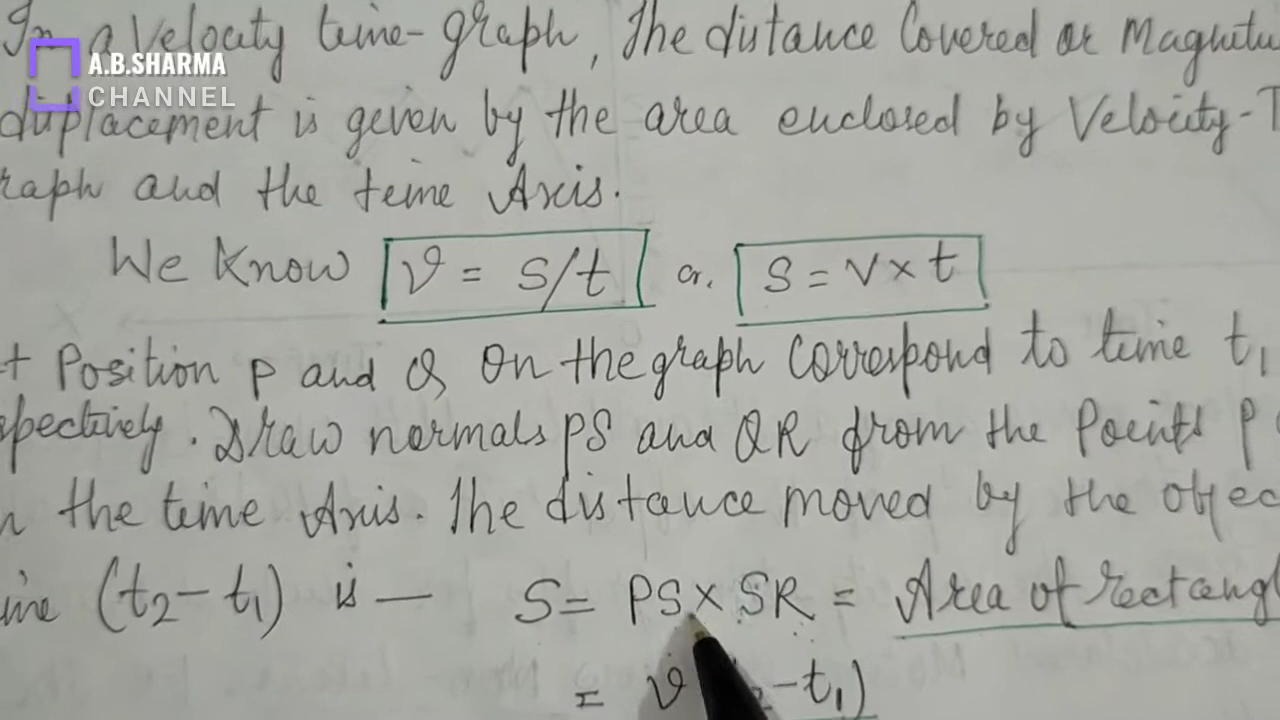 In a Velocity time-graph, The distance Covered or Magnitu
A.B.SHARMA
CHANNEL
displacement is given by the area enclosed by Velocity-T
raph and the time Axis.
We Know v = s/t or. S = V × t
+ Position P and Q On the graph Correspond to time t₁
spectively. Draw normals PS and QR from the Points P
n the time Axis. The distance moved by the objec
ime (t₂ - t₁) is — S = PS × SR = Area of rectangl
= v 2 - t₁)